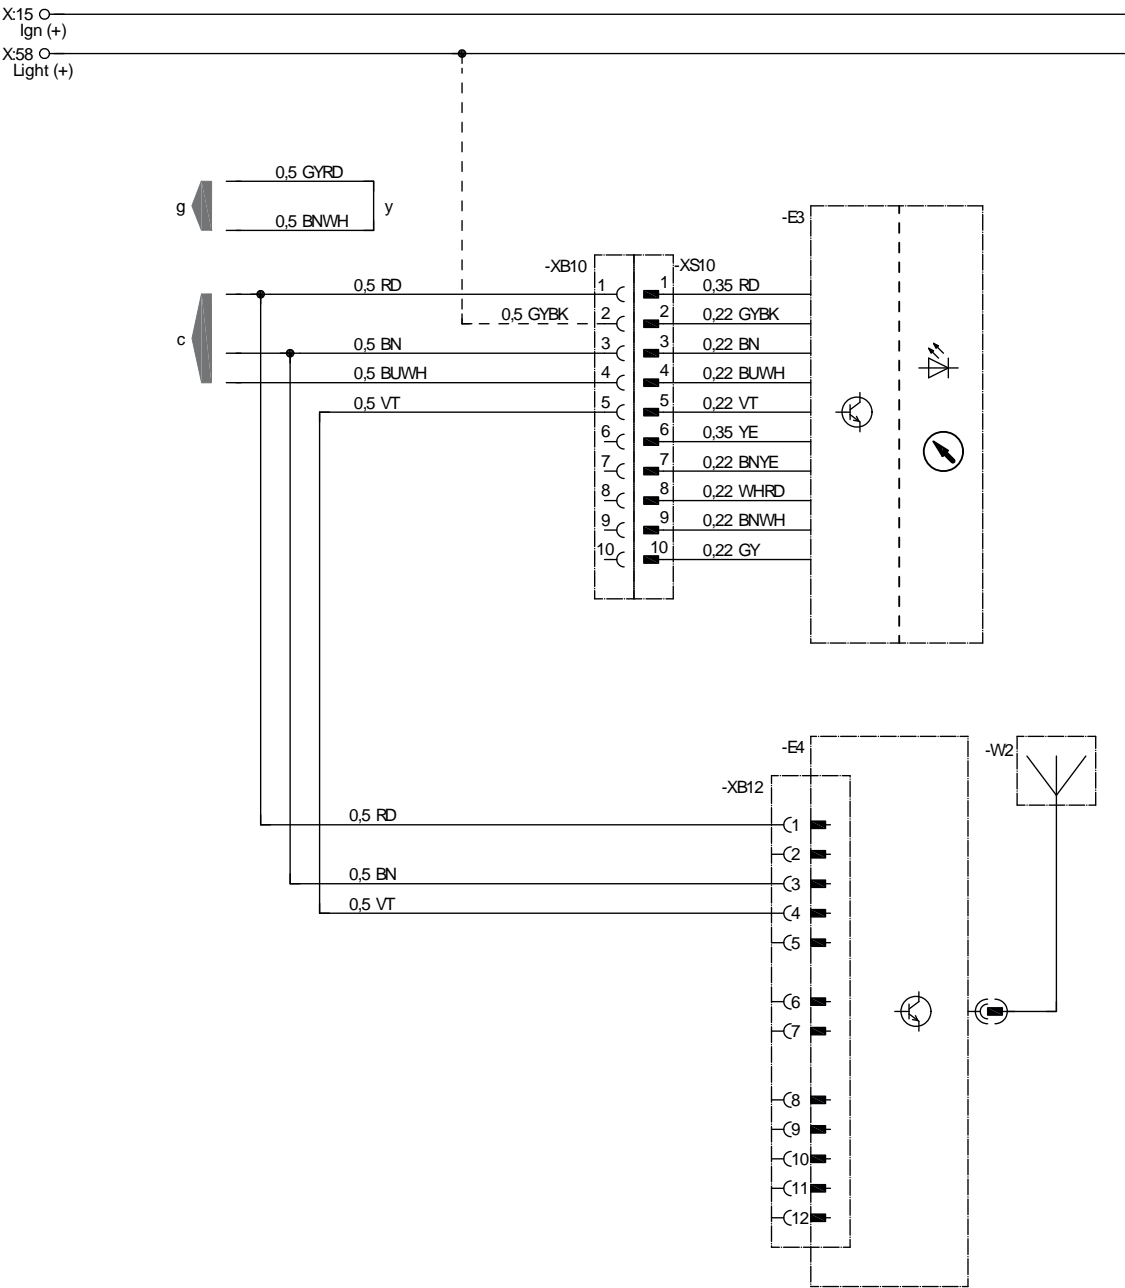 X:15
Ign (+)
X:58
Light (+)
0,5 GYRD
g
y
0,5 BNWH
-E3
-XB10
-XS10
0,5 RD
1
1
0,35 RD
0,5 GYBK
2
2
0,22 GYBK
c
0,5 BN
3
3
0,22 BN
0,5 BUWH
4
4
0,22 BUWH
0,5 VT
5
5
0,22 VT
6
6
0,35 YE
7
7
0,22 BNYE
8
8
0,22 WHRD
9
9
0,22 BNWH
10
10
0,22 GY
-E4
-W2
-XB12
0,5 RD
1
2
0,5 BN
3
0,5 VT
4
5
6
7
8
9
10
11
12